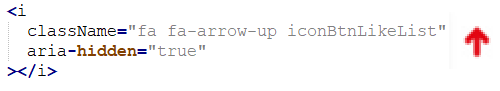 <i
className="fa fa-arrow-up iconBtnLikeList"
aria-hidden="true"
></i>